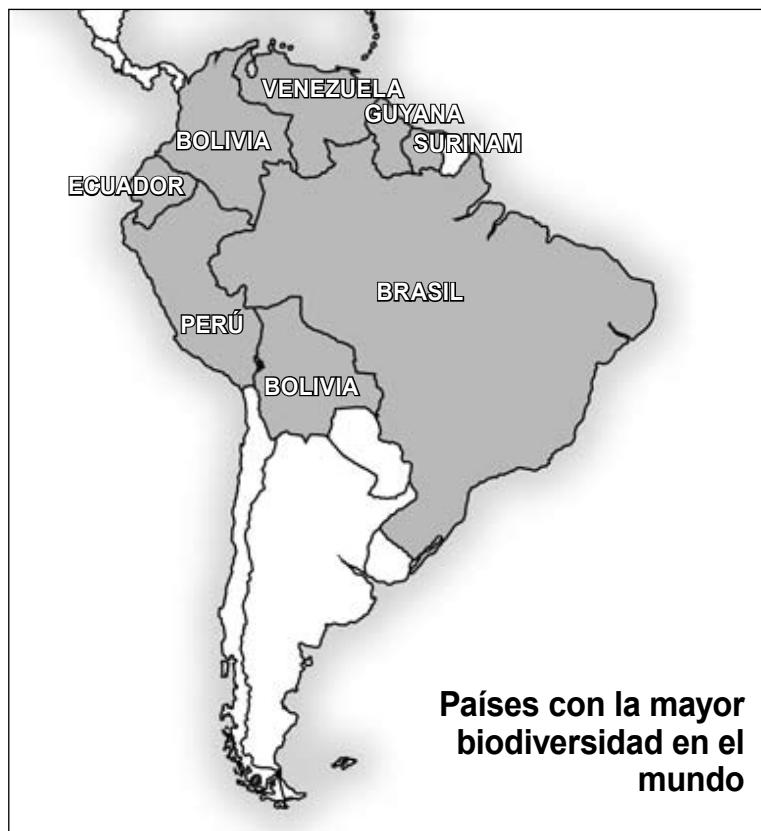 VENEZUELA
GUYANA
BOLIVIA
SURINAM
ECUADOR
BRASIL
PERÚ
BOLIVIA
Países con la mayor
biodiversidad en el
mundo